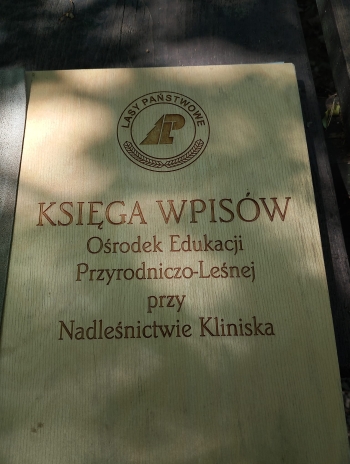 LASY PAŃSTWOWE
KSIĘGA WPISÓW
Ośrodek Edukacji
Przyrodniczo-Leśnej
przy
Nadleśnictwie Kliniska